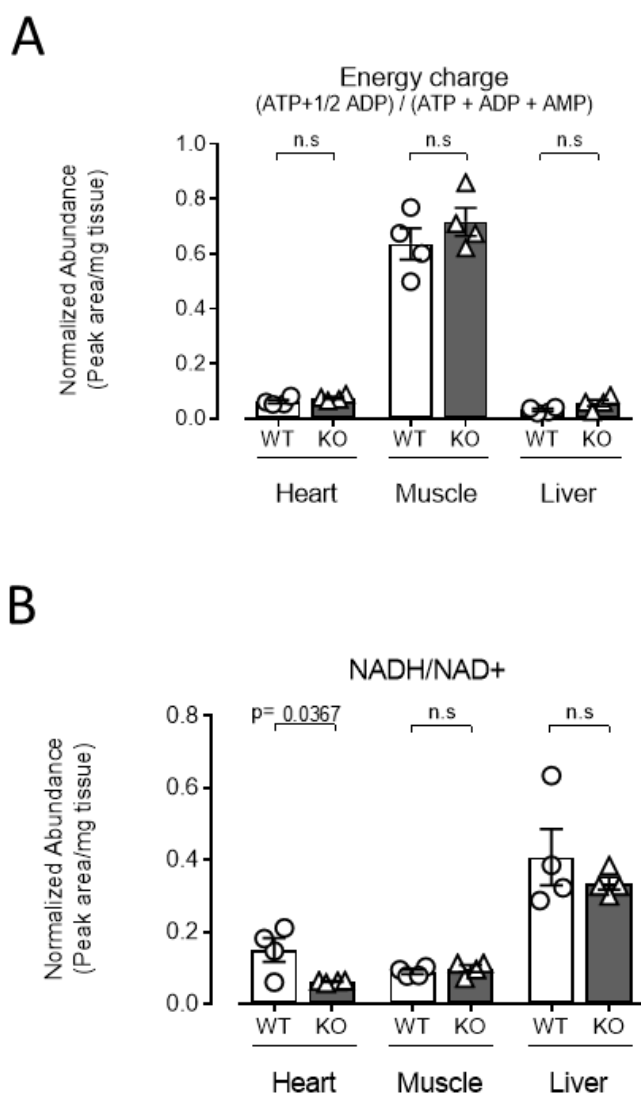 A
Energy charge
(ATP+1/2 ADP) / (ATP + ADP + AMP)
Normalized Abundance
(Peak area/mg tissue)
1.0
0.8
0.6
0.4
0.2
0.0
n.s n.s n.s
WT KO WT KO WT KO
Heart Muscle Liver
B
NADH/NAD+
Normalized Abundance
(Peak area/mg tissue)
0.8
0.6
0.4
0.2
0.0
p= 0.0367 n.s n.s
WT KO WT KO WT KO
Heart Muscle Liver